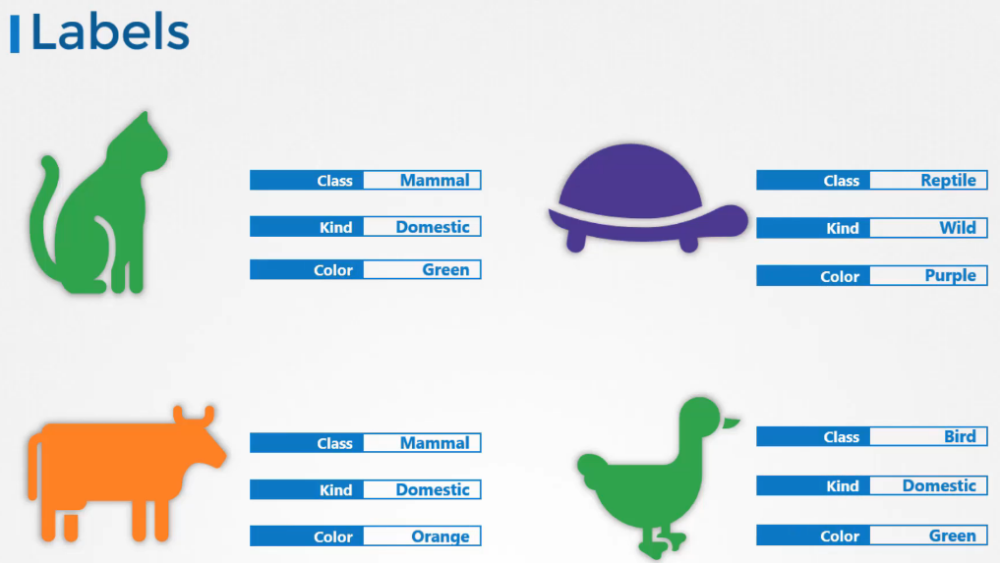 Labels
Class Mammal
Kind Domestic
Color Green
Class Reptile
Kind Wild
Color Purple
Class Mammal
Kind Domestic
Color Orange
Class Bird
Kind Domestic
Color Green